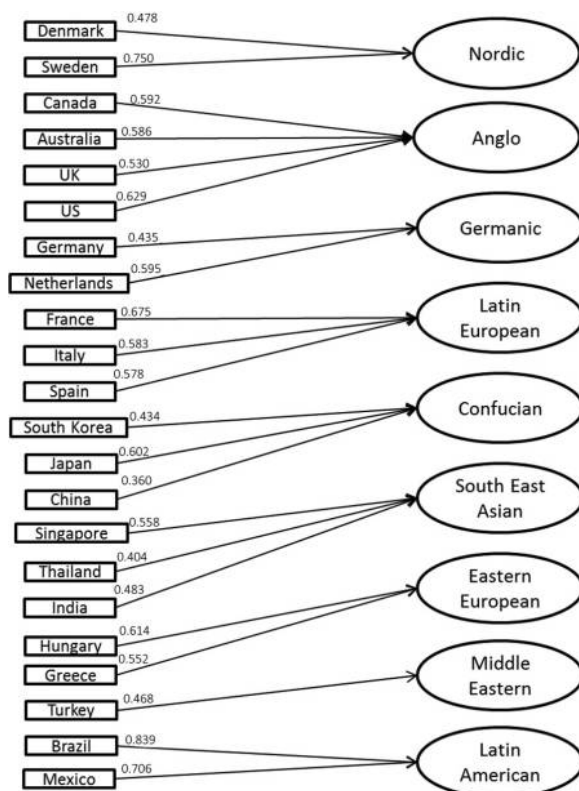 Denmark 0.478
Sweden 0.750
Nordic
Canada 0.592
Australia 0.586
UK 0.530
US 0.629
Anglo
Germany 0.435
Netherlands 0.595
Germanic
France 0.675
Italy 0.583
Spain 0.578
Latin
European
South Korea 0.434
Japan 0.602
China 0.360
Confucian
Singapore 0.558
Thailand 0.404
India 0.483
South East
Asian
Hungary 0.614
Greece 0.552
Eastern
European
Turkey 0.468
Middle
Eastern
Brazil 0.839
Mexico 0.706
Latin
American